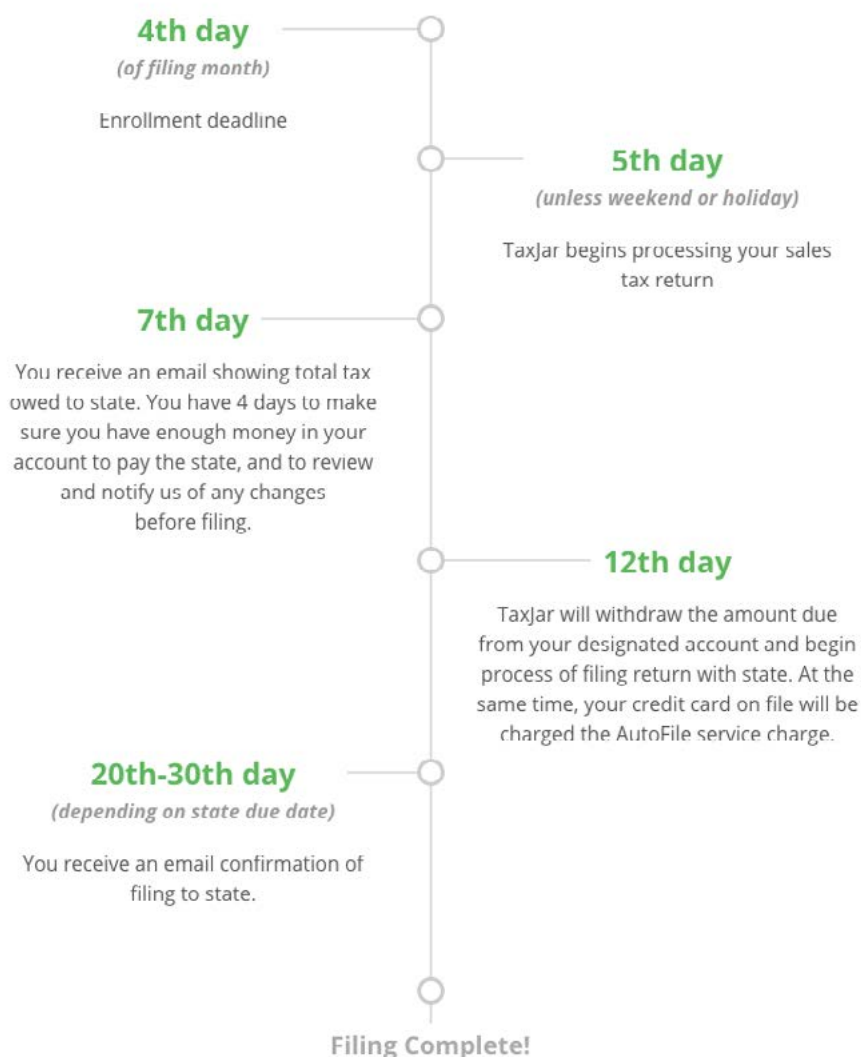 4th day
(of filing month)
Enrollment deadline
5th day
(unless weekend or holiday)
TaxJar begins processing your sales
tax return
7th day
You receive an email showing total tax
owed to state. You have 4 days to make
sure you have enough money in your
account to pay the state, and to review
and notify us of any changes
before filing.
12th day
TaxJar will withdraw the amount due
from your designated account and begin
process of filing return with state. At the
same time, your credit card on file will be
charged the AutoFile service charge.
20th-30th day
(depending on state due date)
You receive an email confirmation of
filing to state.
Filing Complete!